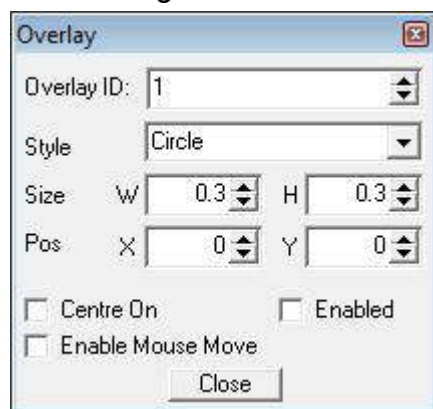 Overlay
Overlay ID: 1
Style Circle
Size W 0.3 H 0.3
Pos X 0 Y 0
Centre On Enabled
Enable Mouse Move
Close